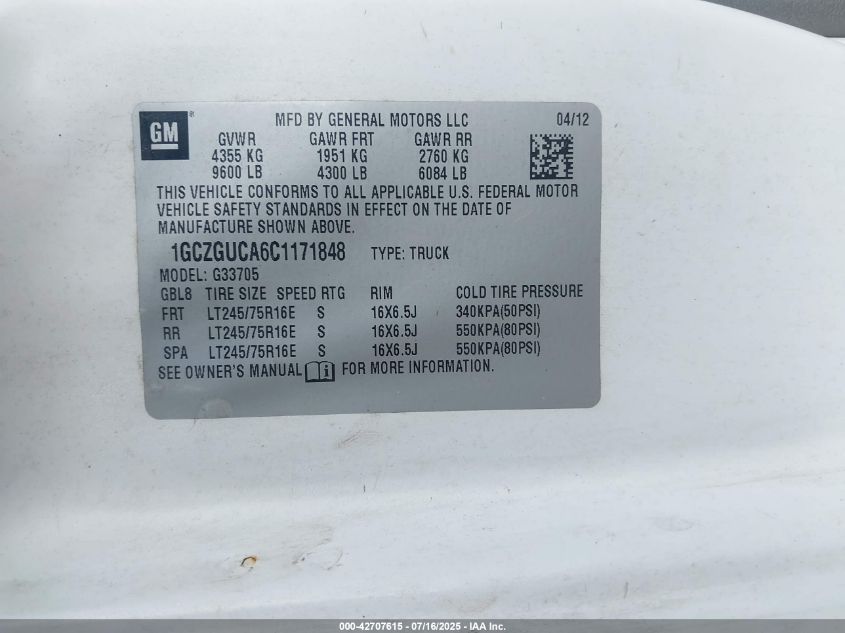 GM ® MFD BY GENERAL MOTORS LLC 04/12
GVWR GAWR FRT GAWR RR
4355 KG 1951 KG 2760 KG
9600 LB 4300 LB 6084 LB
THIS VEHICLE CONFORMS TO ALL APPLICABLE U.S. FEDERAL MOTOR
VEHICLE SAFETY STANDARDS IN EFFECT ON THE DATE OF
MANUFACTURE SHOWN ABOVE.
1GCZGUCA6C1171848 TYPE: TRUCK
MODEL: G33705
GBL8 TIRE SIZE SPEED RTG RIM COLD TIRE PRESSURE
FRT LT245/75R16E S 16X6.5J 340KPA(50PSI)
RR LT245/75R16E S 16X6.5J 550KPA(80PSI)
SPA LT245/75R16E S 16X6.5J 550KPA(80PSI)
SEE OWNER'S MANUAL i FOR MORE INFORMATION.
000-42707615 - 07/16/2025 - IAA Inc.